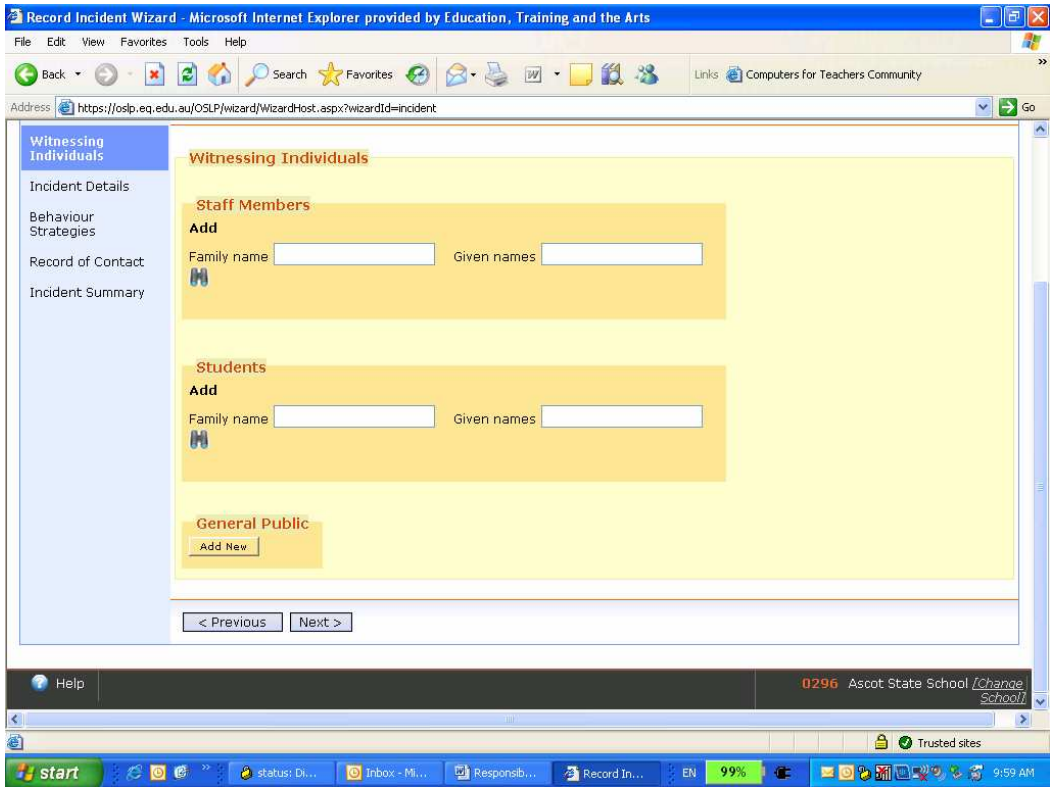 Record Incident Wizard - Microsoft Internet Explorer provided by Education, Training and the Arts
File Edit View Favorites Tools Help
Back Search Favorites Links Computers for Teachers Community
Address https://oslp.eq.edu.au/OSLP/wizard/WizardHost.aspx?wizardId=incident Go
Witnessing
Individuals
Incident Details
Behaviour
Strategies
Record of Contact
Incident Summary
Witnessing Individuals
Staff Members
Add
Family name Given names
Students
Add
Family name Given names
General Public
Add New
< Previous Next >
Help 0296 Ascot State School [Change
School]
Trusted sites
start status: Di... Inbox - Mi... Responsib... Record In... EN 99% 9:59 AM